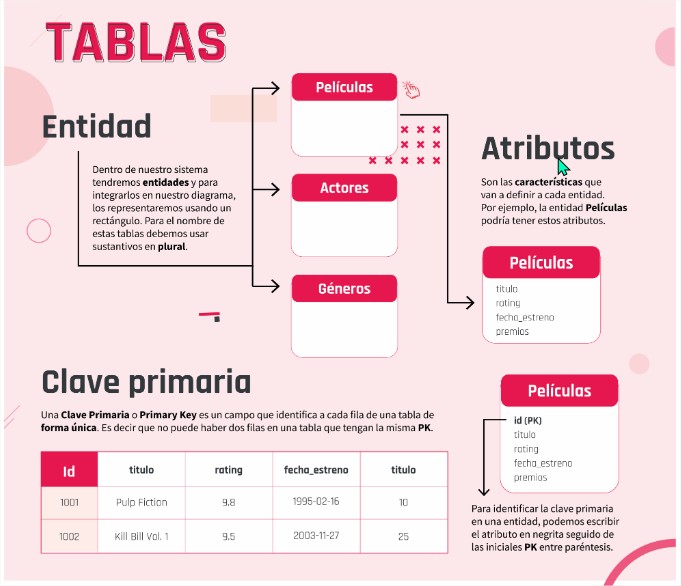 TABLAS
Entidad
Dentro de nuestro sistema
tendremos entidades y para
integrarlos en nuestro diagrama,
los representaremos usando un
rectángulo. Para el nombre de
estas tablas debemos usar
sustantivos en plural.
Películas
Actores
Géneros
Atributos
Son las características que
van a definir a cada entidad.
Por ejemplo, la entidad Películas
podría tener estos atributos.
Películas
titulo
rating
fecha_estreno
premios
Clave primaria
Una Clave Primaria o Primary Key es un campo que identifica a cada fila de una tabla de
forma única. Es decir que no puede haber dos filas en una tabla que tengan la misma PK.
Id titulo rating fecha_estreno titulo
1001 Pulp Fiction 9.8 1995-02-16 10
1002 Kill Bill Vol. 1 9.5 2003-11-27 25
Películas
id (PK)
titulo
rating
fecha_estreno
premios
Para identificar la clave primaria
en una entidad, podemos escribir
el atributo en negrita seguido de
las iniciales PK entre paréntesis.